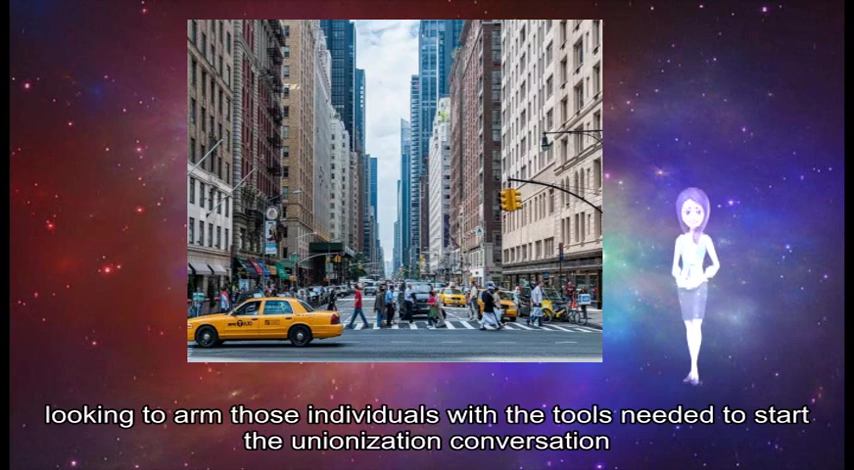 looking to arm those individuals with the tools needed to start
the unionization conversation